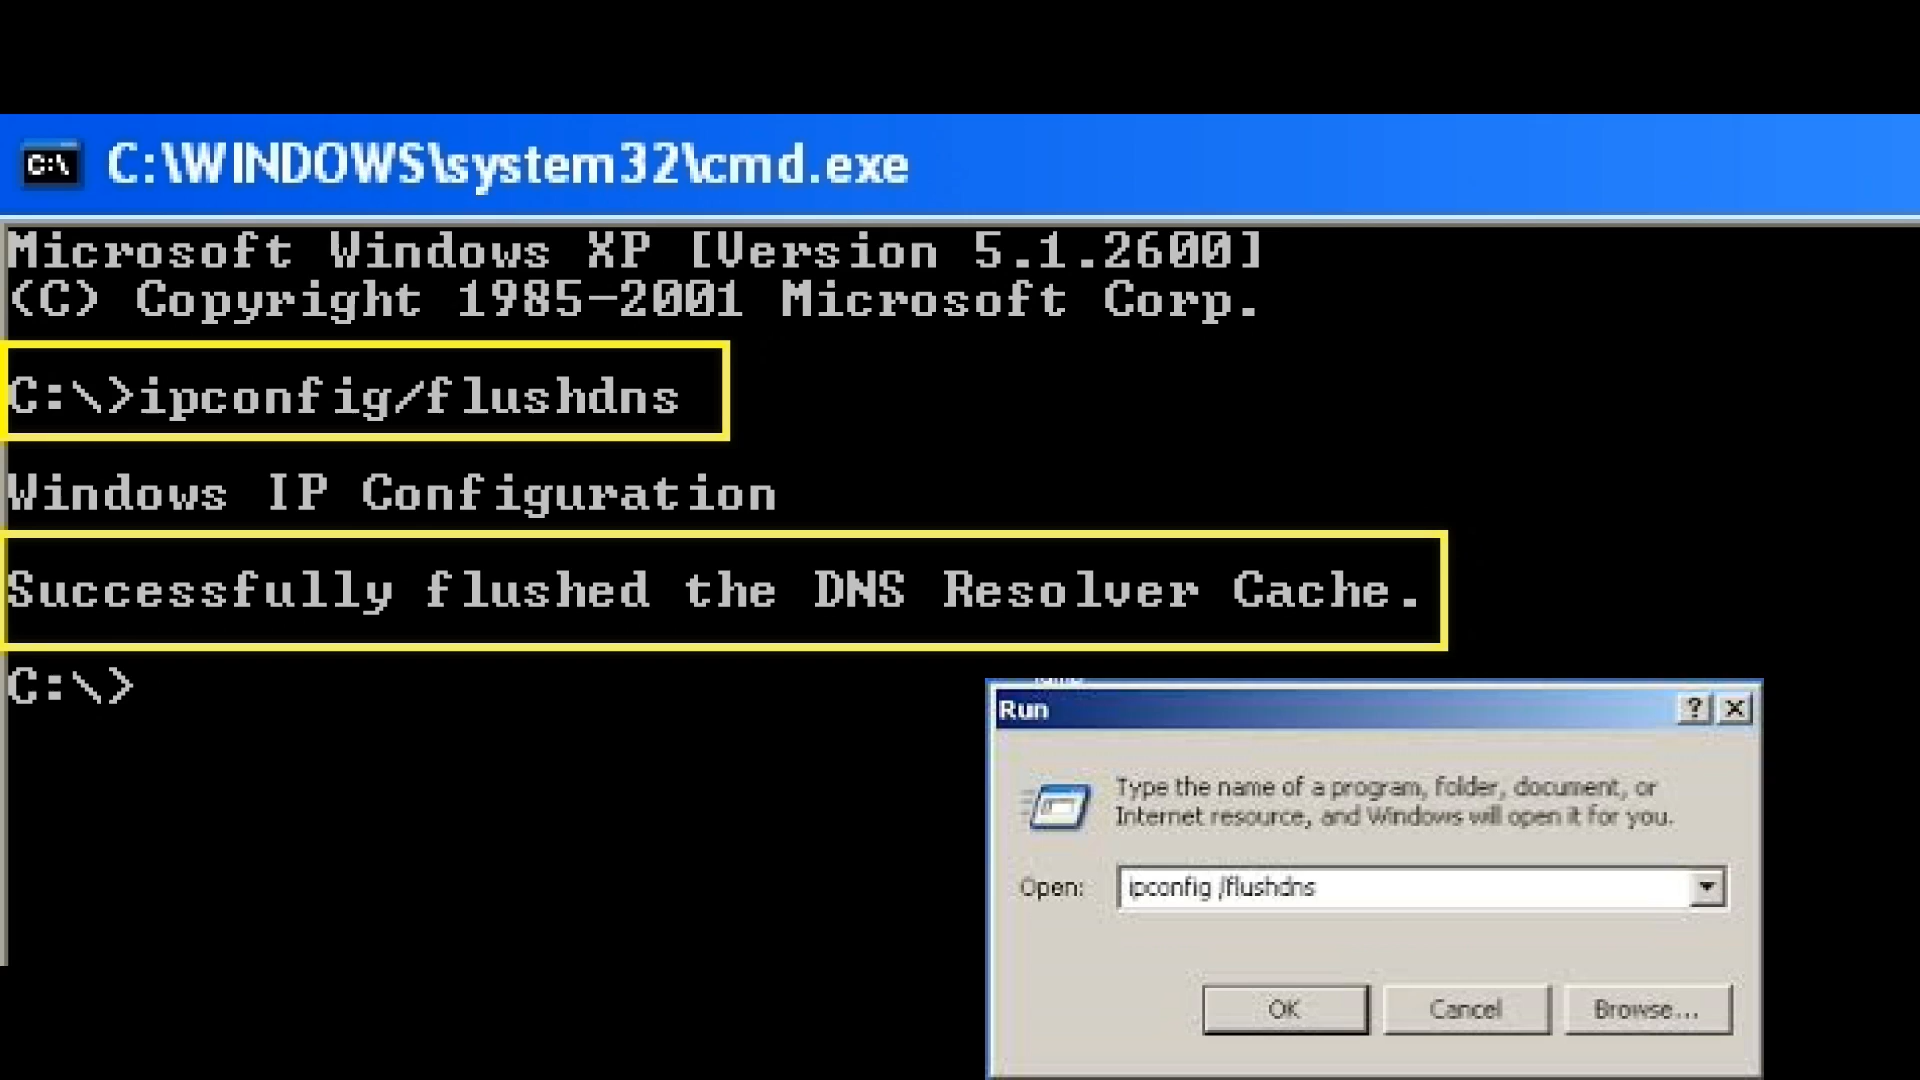 C:\WINDOWS\system32\cmd.exe
Microsoft Windows XP [Version 5.1.2600]
(C) Copyright 1985-2001 Microsoft Corp.
C:\>ipconfig/flushdns
Windows IP Configuration
Successfully flushed the DNS Resolver Cache.
C:\>
Run
Type the name of a program, folder, document, or
Internet resource, and Windows will open it for you.
Open: ipconfig /flushdns
OK Cancel Browse...